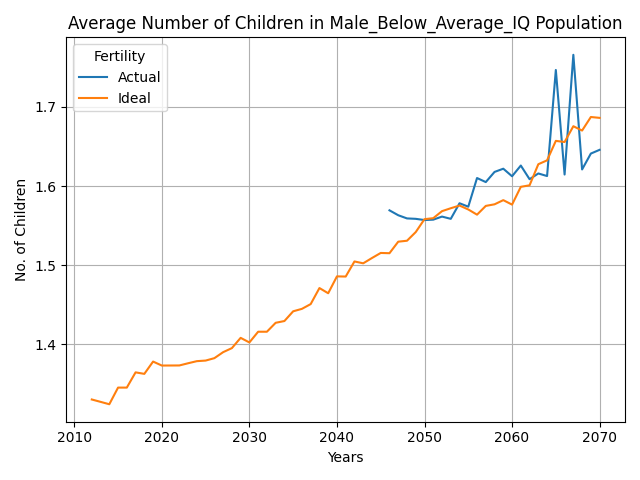 Average Number of Children in Male_Below_Average_IQ Population
Fertility
Actual
Ideal
No. of Children
1.7
1.6
1.5
1.4
2010 2020 2030 2040 2050 2060 2070
Years